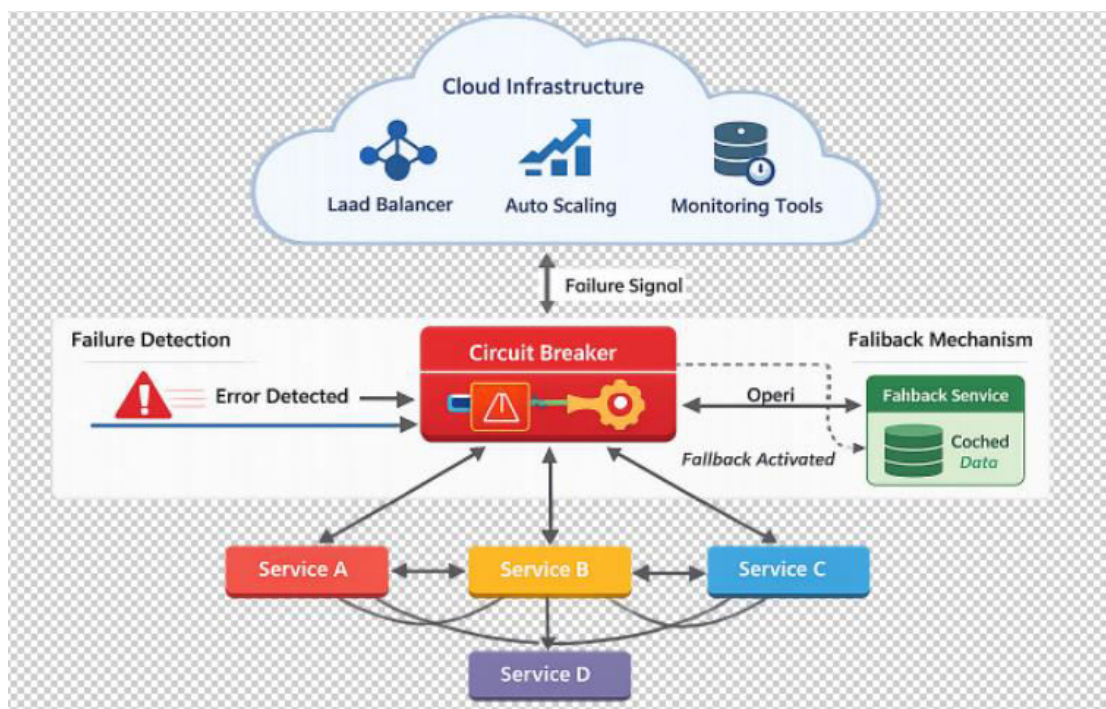 Cloud Infrastructure
Laad Balancer
Auto Scaling
Monitoring Tools
Failure Signal
Failure Detection
Error Detected
Circuit Breaker
Operi
Fallback Activated
Faliback Mechanism
Fahback Service
Coched
Data
Service A
Service B
Service C
Service D